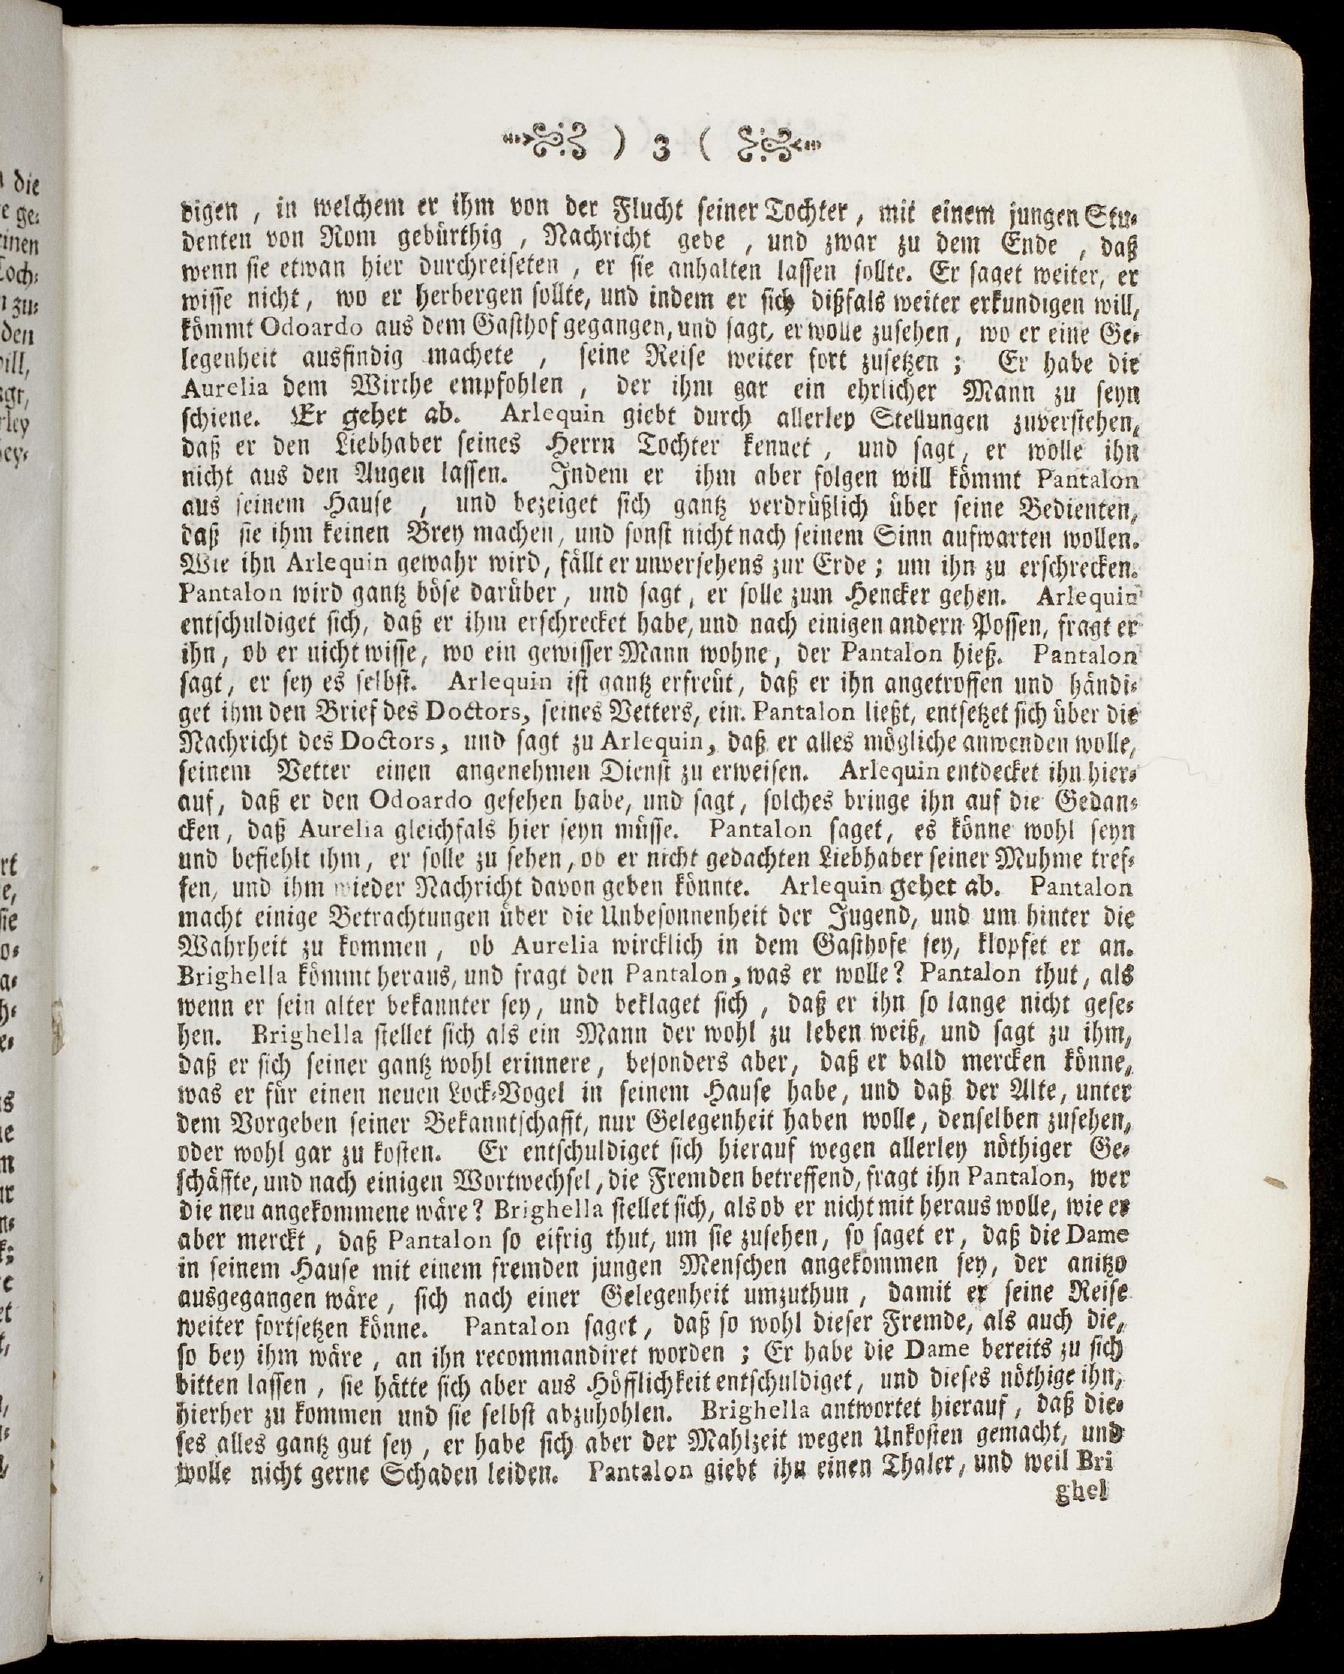 ) 3 (
digen , in welchem er ihm von der Flucht seiner Tochter , mit einem jungen Stu-
denten von Rom gebürthig , Nachricht gebe , und zwar zu dem Ende , daß
wenn sie etwan hier durchreiseten , er sie anhalten lassen sollte. Er saget weiter, er
wisse nicht, wo er herbergen sollte, und indem er sich dißfals weiter erkundigen will,
kömmt Odoardo aus dem Gasthof gegangen, und sagt, er wolle zusehen, wo er eine Ge-
legenheit ausfindig machete , seine Reise weiter fort zusetzen ; Er habe die
Aurelia dem Wirthe empfohlen , der ihm gar ein ehrlicher Mann zu seyn
schiene. Er gehet ab. Arlequin giebt durch allerley Stellungen zuverstehen,
daß er den Liebhaber seines Herrn Tochter kennet , und sagt, er wolle ihn
nicht aus den Augen lassen. Indem er ihm aber folgen will kömmt Pantalon
aus seinem Hause , und bezeiget sich gantz verdrüßlich über seine Bedienten,
daß sie ihm keinen Brey machen, und sonst nicht nach seinem Sinn aufwarten wollen.
Wie ihn Arlequin gewahr wird, fällt er unversehens zur Erde ; um ihn zu erschrecken.
Pantalon wird gantz böse darüber, und sagt, er solle zum Hencker gehen. Arlequin
entschuldiget sich, daß er ihm erschrecket habe, und nach einigen andern Possen, fragt er
ihn, ob er nicht wisse, wo ein gewisser Mann wohne, der Pantalon hieß. Pantalon
sagt, er sey es selbst. Arlequin ist gantz erfreut, daß er ihn angetroffen und händi-
get ihm den Brief des Doctors, seines Vetters, ein. Pantalon ließt, entsetzet sich über die
Nachricht des Doctors, und sagt zu Arlequin, daß er alles mögliche anwenden wolle,
seinem Vetter einen angenehmen Dienst zu erweisen. Arlequin entdecket ihn hier-
auf, daß er den Odoardo gesehen habe, und sagt, solches bringe ihn auf die Gedan-
cken, daß Aurelia gleichfals hier seyn müsse. Pantalon saget, es könne wohl seyn
und befiehlt ihm, er solle zu sehen, ob er nicht gedachten Liebhaber seiner Muhme tref-
fen, und ihm wieder Nachricht davon geben könnte. Arlequin gehet ab. Pantalon
macht einige Betrachtungen über die Unbesonnenheit der Jugend, und um hinter die
Wahrheit zu kommen, ob Aurelia wircklich in dem Gasthofe sey, klopfet er an.
Brighella kömmt heraus, und fragt den Pantalon, was er wolle? Pantalon thut, als
wenn er sein alter bekannter sey, und beklaget sich , daß er ihn so lange nicht gese-
hen. Brighella stellet sich als ein Mann der wohl zu leben weiß, und sagt zu ihm,
daß er sich seiner gantz wohl erinnere, besonders aber, daß er bald mercken könne,
was er für einen neuen Lock-Vogel in seinem Hause habe, und daß der Alte, unter
dem Vorgeben seiner Bekanntschafft, nur Gelegenheit haben wolle, denselben zusehen,
oder wohl gar zu kosten. Er entschuldiget sich hierauf wegen allerley nöthiger Ge-
schäffte, und nach einigen Wortwechsel, die Fremden betreffend, fragt ihn Pantalon, wer
die neu angekommene wäre? Brighella stellet sich, als ob er nicht mit heraus wolle, wie er
aber merckt, daß Pantalon so eifrig thut, um sie zusehen, so saget er, daß die Dame
in seinem Hause mit einem fremden jungen Menschen angekommen sey, der anitzo
ausgegangen wäre, sich nach einer Gelegenheit umzuthun, damit er seine Reise
weiter fortsetzen könne. Pantalon saget, daß so wohl dieser Fremde, als auch die,
so bey ihm wäre, an ihn recommandiret worden ; Er habe die Dame bereits zu sich
bitten lassen , sie hätte sich aber aus Höfflichkeit entschuldiget, und dieses nöthige ihn,
hierher zu kommen und sie selbst abzuhohlen. Brighella antwortet hierauf, daß die-
ses alles gantz gut sey , er habe sich aber der Mahlzeit wegen Unkosten gemacht, und
wolle nicht gerne Schaden leiden. Pantalon giebt ihn einen Thaler, und weil Bri
ghel